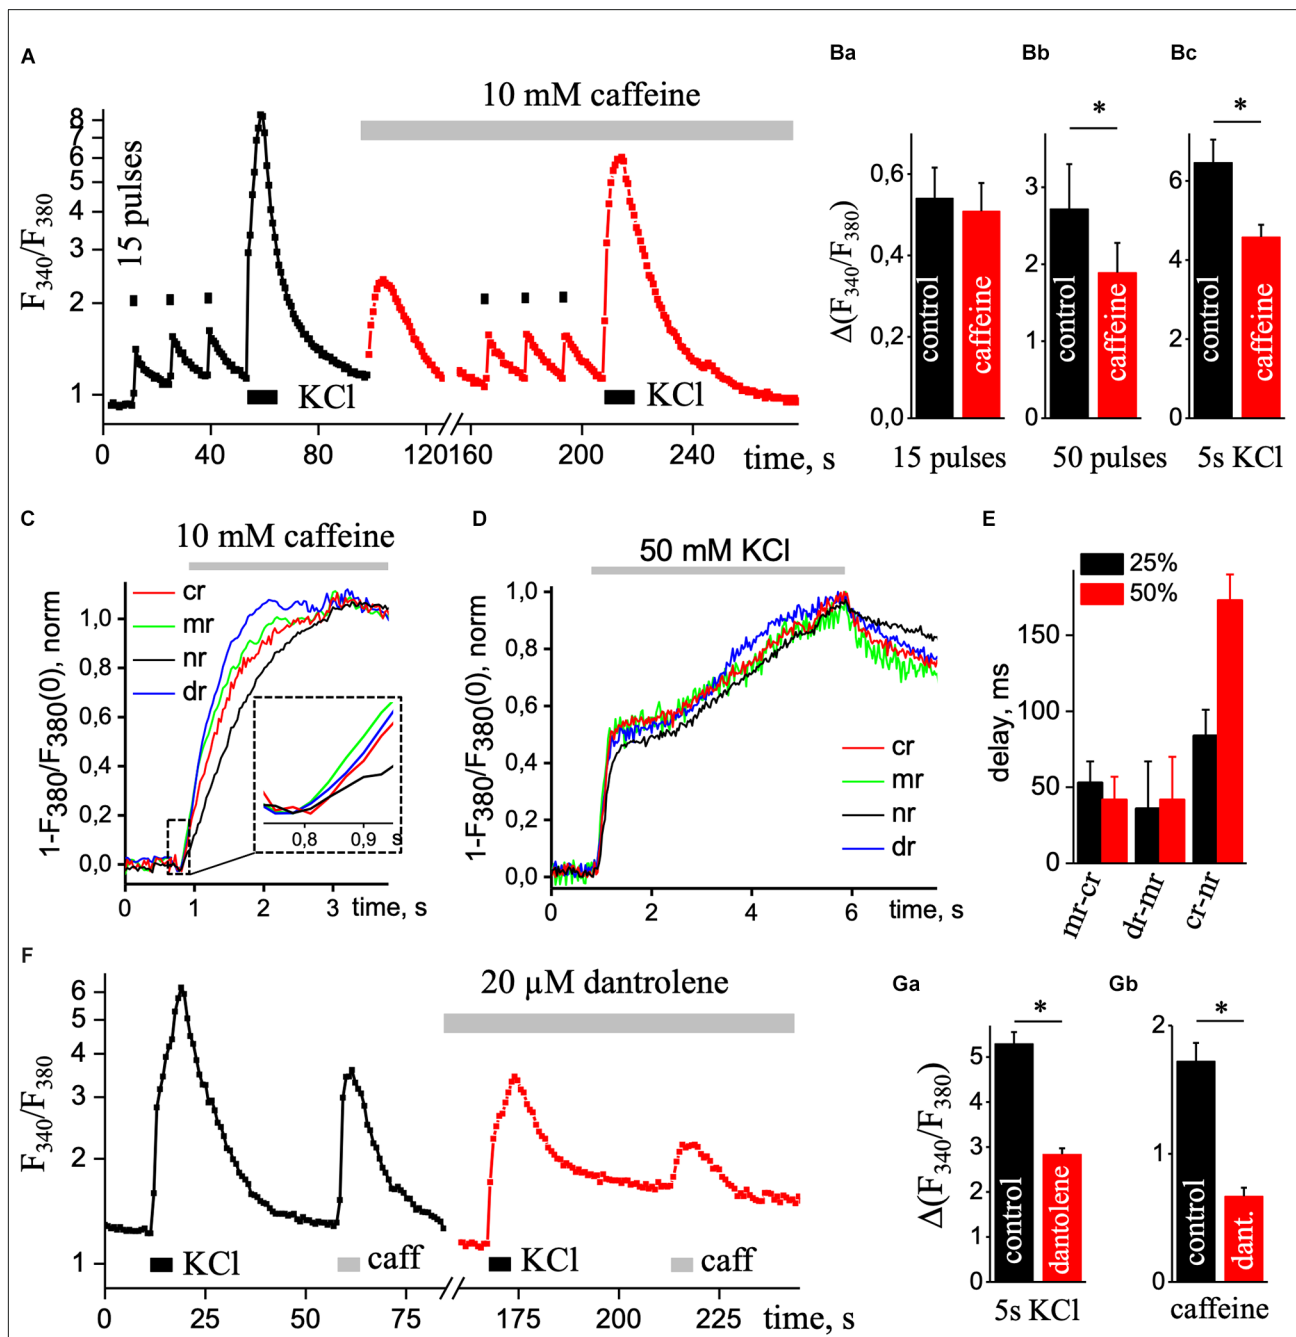 A
10 mM caffeine
15 pulses
F340/F380
8
7
6
5
4
3
2
1
KCl
KCl
0 40 80 120 160 200 240 time, s
Ba Bb Bc
*
*
Δ(F340/F380)
0,6
0,4
0,2
0,0
control
caffeine
15 pulses
3
2
1
0
control
caffeine
50 pulses
6
4
2
0
control
caffeine
5s KCl
C
10 mM caffeine
cr
mr
nr
dr
1-F380/F380(0), norm
1,0
0,8
0,6
0,4
0,2
0,0
0,8 0,9 s
0 1 2 3 time, s
D
50 mM KCl
1-F380/F380(0), norm
1,0
0,8
0,6
0,4
0,2
0,0
cr
mr
nr
dr
0 2 4 6 time, s
E
25%
50%
delay, ms
150
100
50
0
mr-cr
dr-mr
cr-nr
F
20 µM dantrolene
F340/F380
6
5
4
3
2
1
KCl
caff
KCl
caff
0 25 50 75 175 200 225 time, s
Ga Gb
*
*
Δ(F340/F380)
5
4
3
2
1
0
control
dantolene
5s KCl
2
1
0
control
dant.
caffeine